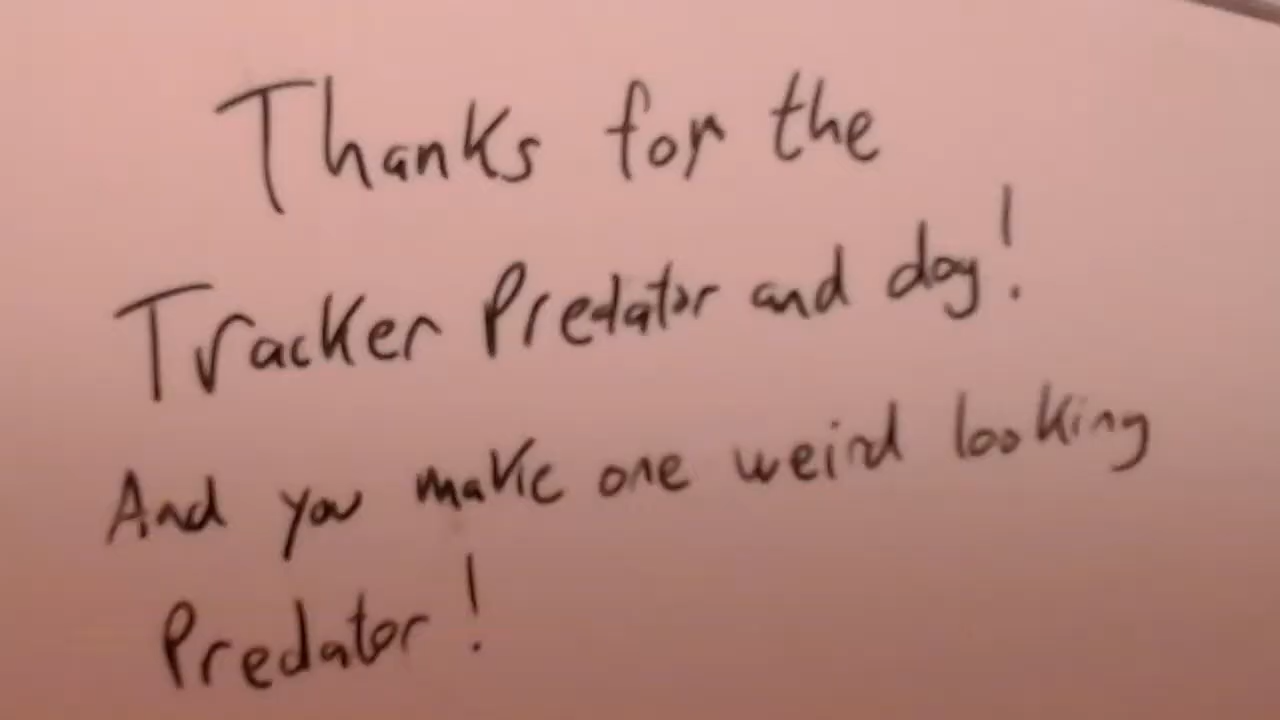 Thanks for the
Tracker Predator and dog!
And you make one weird looking
Predator!